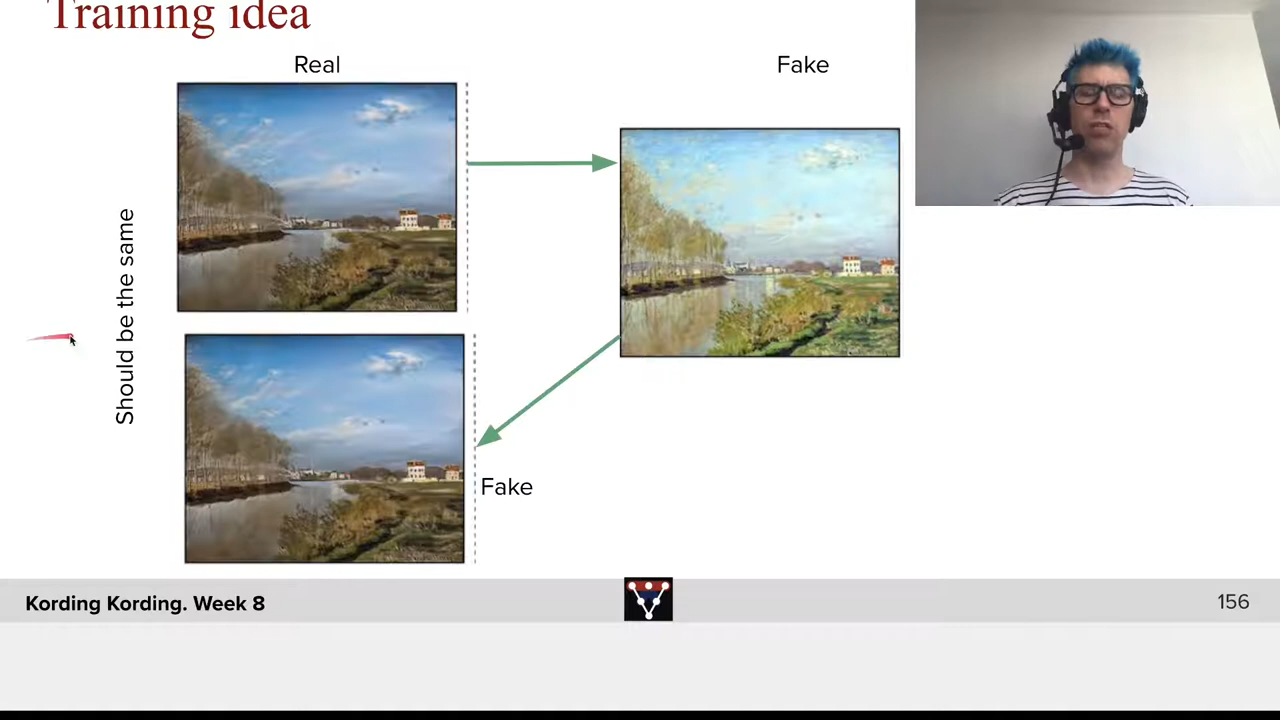 Training idea
Real
Fake
Should be the same
Fake
Kording Kording. Week 8
156